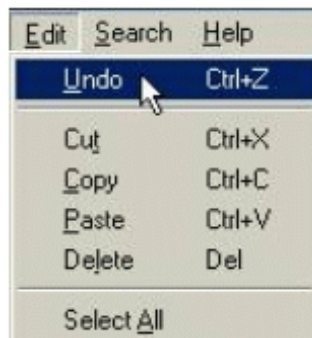 Edit Search Help
Undo Ctrl+Z
Cut Ctrl+X
Copy Ctrl+C
Paste Ctrl+V
Delete Del
Select All